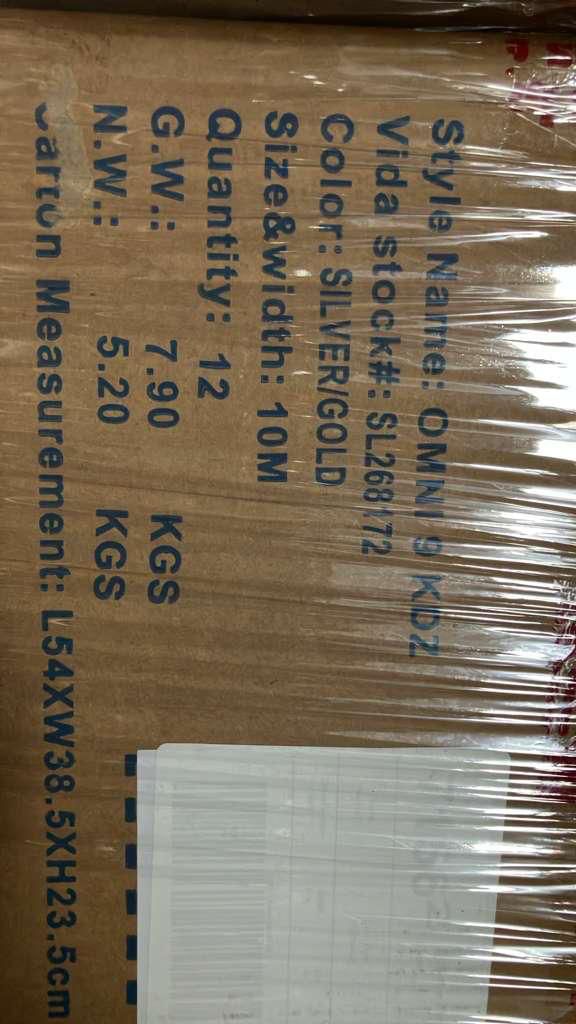 Style Name: OMNI 9 KDZ
Vida stock#: SL268172
Color: SILVER/GOLD
Size&width: 10M
Quantity: 12
G.W.: 7.90 KGS
N.W.: 5.20 KGS
Carton Measurement: L54XW38.5XH23.5cm